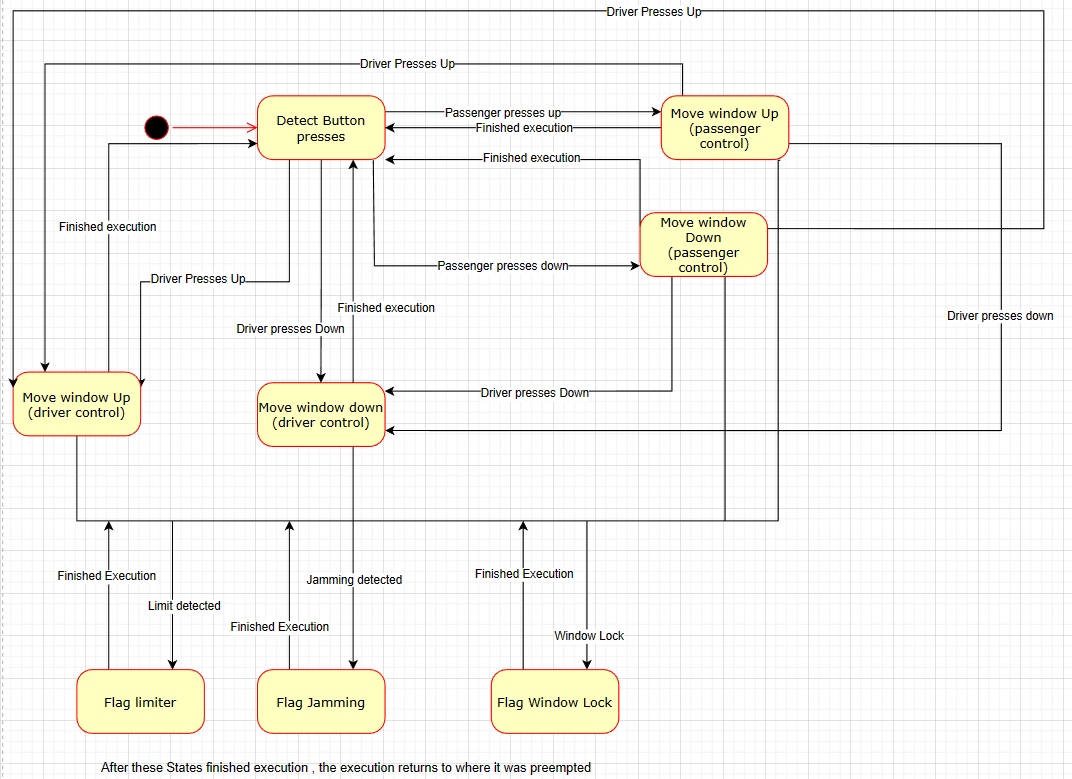 Driver Presses Up
Driver Presses Up
Detect Button
presses
Passenger presses up
Finished execution
Move window Up
(passenger
control)
Finished execution
Finished execution
Move window
Down
(passenger
control)
Passenger presses down
Driver Presses Up
Finished execution
Driver presses Down
Driver presses down
Move window Up
(driver control)
Move window down
(driver control)
Driver presses Down
Finished Execution
Limit detected
Jamming detected
Finished Execution
Finished Execution
Window Lock
Flag limiter
Flag Jamming
Flag Window Lock
After these States finished execution , the execution returns to where it was preempted